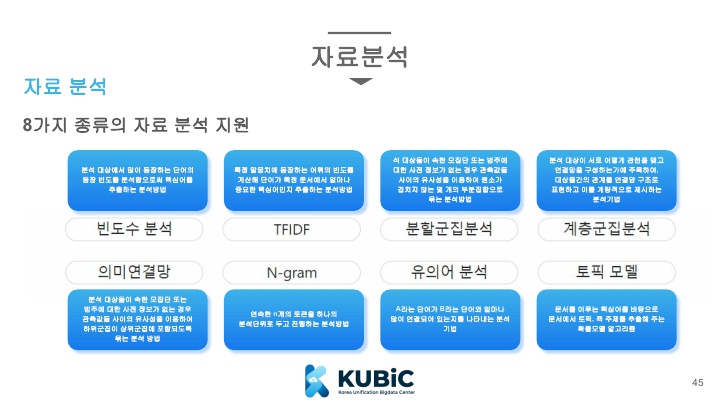 자료분석
자료 분석
8가지 종류의 자료 분석 지원
분석 대상에서 많이 등장하는 단어의
등장 빈도를 분석함으로써 핵심어를
추출하는 분석방법
특정 말뭉치에 등장하는 어휘의 빈도를
계산해 단어가 특정 문서에서 얼마나
중요한 핵심어인지 추출하는 분석방법
석 대상들이 속한 모집단 또는 범주에
대한 사전 정보가 없는 경우 관측값들
사이의 유사성을 이용하여 원소가
겹치지 않는 몇 개의 부분집합으로
묶는 분석방법
분석 대상이 서로 어떻게 관련을 맺고
연결망을 구성하는가에 주목하여,
대상들간의 관계를 연결망 구조로
표현하고 이를 계량적으로 제시하는
분석기법
빈도수 분석
TFIDF
분할군집분석
계층군집분석
의미연결망
N-gram
유의어 분석
토픽 모델
분석 대상들이 속한 모집단 또는
범주에 대한 사전 정보가 없는 경우
관측값들 사이의 유사성을 이용하여
하위군집이 상위군집에 포함되도록
묶는 분석 방법
연속한 n개의 토큰을 하나의
분석단위로 두고 진행하는 분석방법
A라는 단어가 B라는 단어와 얼마나
많이 연결되어 있는지를 나타내는 분석
기법
문서를 이루는 핵심어를 바탕으로
문서에서 토픽, 즉 주제를 추출해 주는
확률모델 알고리즘
KUBiC
Korea Unification Bigdata Center
45